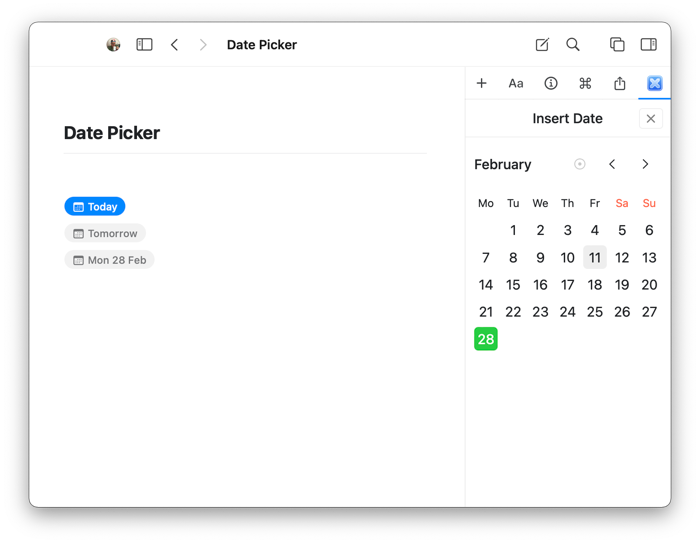 Date Picker
Aa
Insert Date
Date Picker
February
Mo Tu We Th Fr Sa Su
1 2 3 4 5 6
7 8 9 10 11 12 13
14 15 16 17 18 19 20
21 22 23 24 25 26 27
28
Today
Tomorrow
Mon 28 Feb